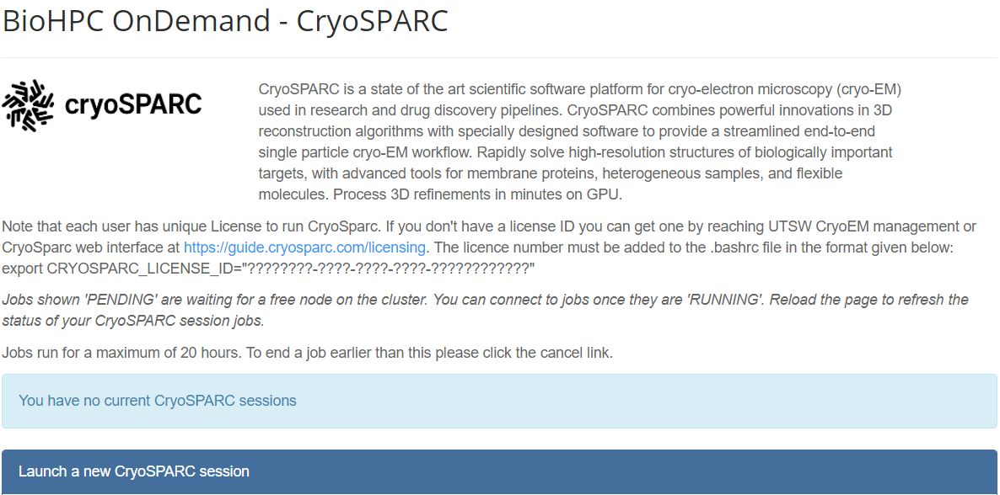 BioHPC OnDemand - CryoSPARC
cryoSPARC
CryoSPARC is a state of the art scientific software platform for cryo-electron microscopy (cryo-EM)
used in research and drug discovery pipelines. CryoSPARC combines powerful innovations in 3D
reconstruction algorithms with specially designed software to provide a streamlined end-to-end
single particle cryo-EM workflow. Rapidly solve high-resolution structures of biologically important
targets, with advanced tools for membrane proteins, heterogeneous samples, and flexible
molecules. Process 3D refinements in minutes on GPU.
Note that each user has unique License to run CryoSparc. If you don't have a license ID you can get one by reaching UTSW CryoEM management or
CryoSparc web interface at https://guide.cryosparc.com/licensing. The licence number must be added to the .bashrc file in the format given below:
export CRYOSPARC_LICENSE_ID="????????-????-????-????-????????????"
Jobs shown 'PENDING' are waiting for a free node on the cluster. You can connect to jobs once they are 'RUNNING'. Reload the page to refresh the
status of your CryoSPARC session jobs.
Jobs run for a maximum of 20 hours. To end a job earlier than this please click the cancel link.
You have no current CryoSPARC sessions
Launch a new CryoSPARC session